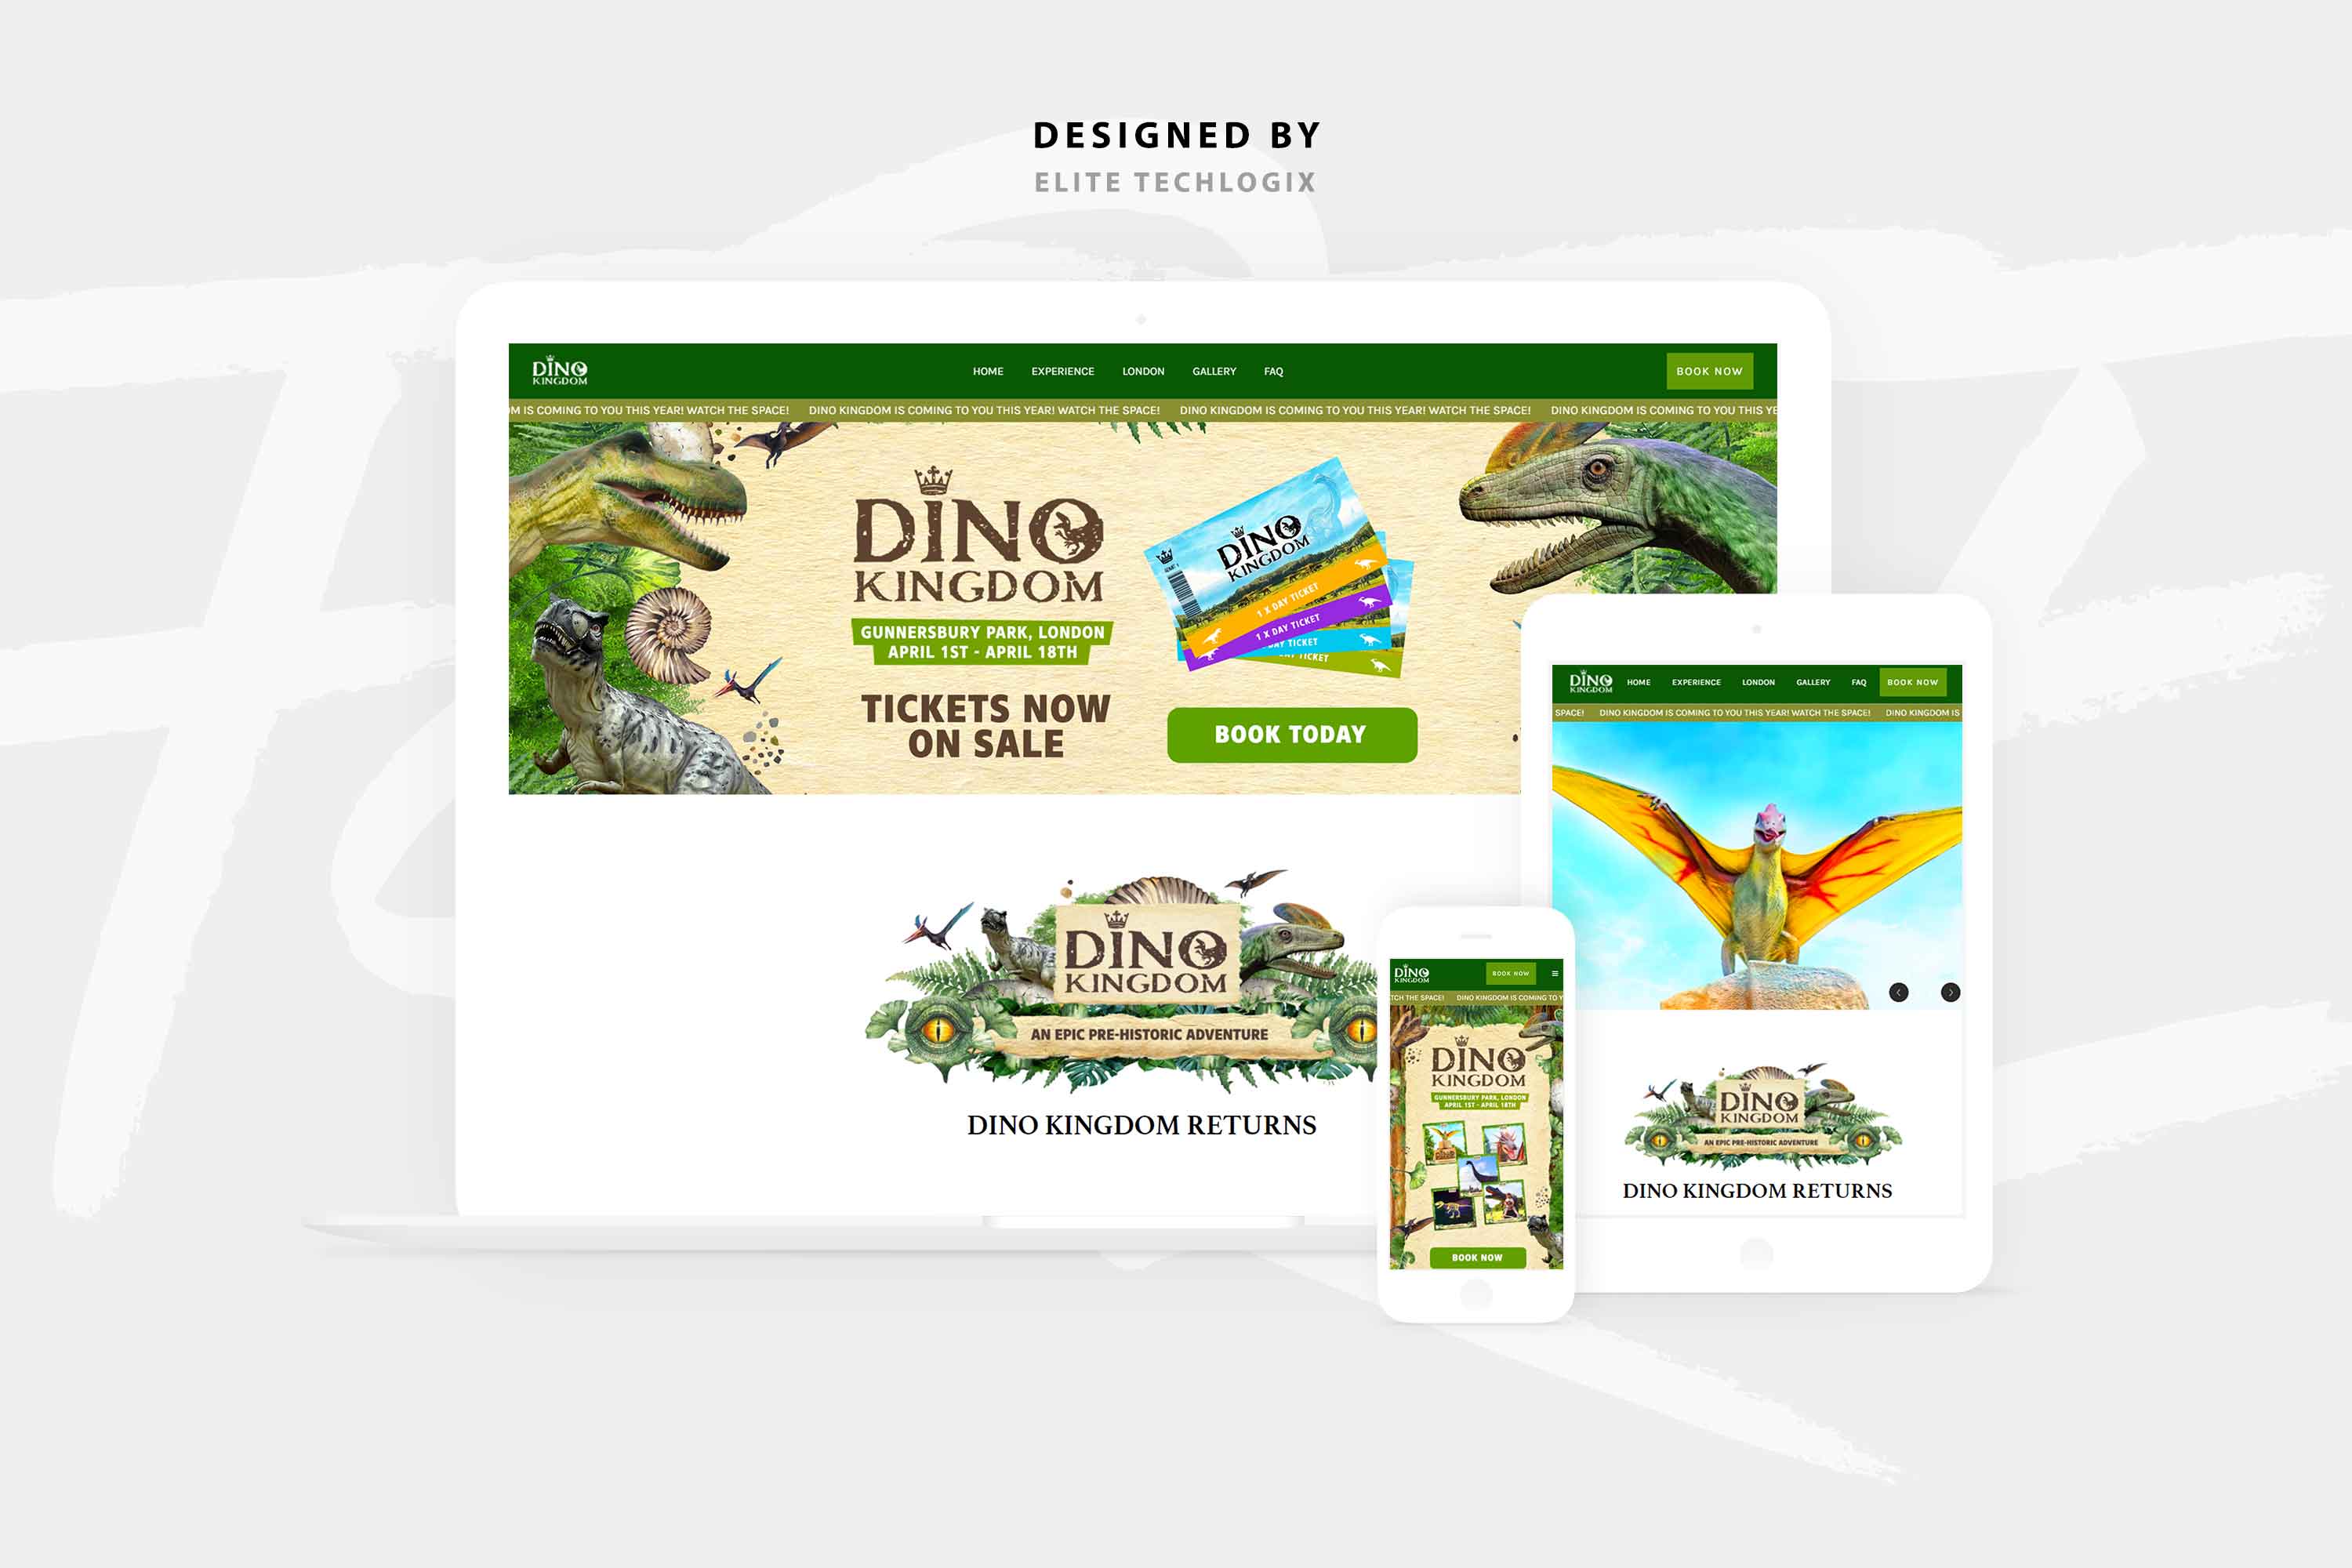 DESIGNED BY
ELITE TECHLOGIX
DINO
KINGDOM
HOME EXPERIENCE LONDON GALLERY FAQ
BOOK NOW
M IS COMING TO YOU THIS YEAR! WATCH THE SPACE! DINO KINGDOM IS COMING TO YOU THIS YEAR! WATCH THE SPACE! DINO KINGDOM IS COMING TO YOU THIS YEAR! WATCH THE SPACE! DINO KINGDOM IS COMING TO YOU THIS YE
DINO
KINGDOM
GUNNERSBURY PARK, LONDON
APRIL 1ST - APRIL 18TH
TICKETS NOW
ON SALE
DINO
KINGDOM
1 X DAY TICKET
1 X DAY TICKET
DAY TICKET
TICKET
BOOK TODAY
DINO
KINGDOM
AN EPIC PRE-HISTORIC ADVENTURE
DINO KINGDOM RETURNS
DINO
KINGDOM
HOME EXPERIENCE LONDON GALLERY FAQ BOOK NOW
SPACE! DINO KINGDOM IS COMING TO YOU THIS YEAR! WATCH THE SPACE! DINO KINGDOM IS
DINO
KINGDOM
AN EPIC PRE-HISTORIC ADVENTURE
DINO KINGDOM RETURNS
DINO
KINGDOM
BOOK NOW
TCH THE SPACE! DINO KINGDOM IS COMING TO Y
DINO
KINGDOM
GUNNERSBURY PARK, LONDON
APRIL 1ST - APRIL 18TH
BOOK NOW